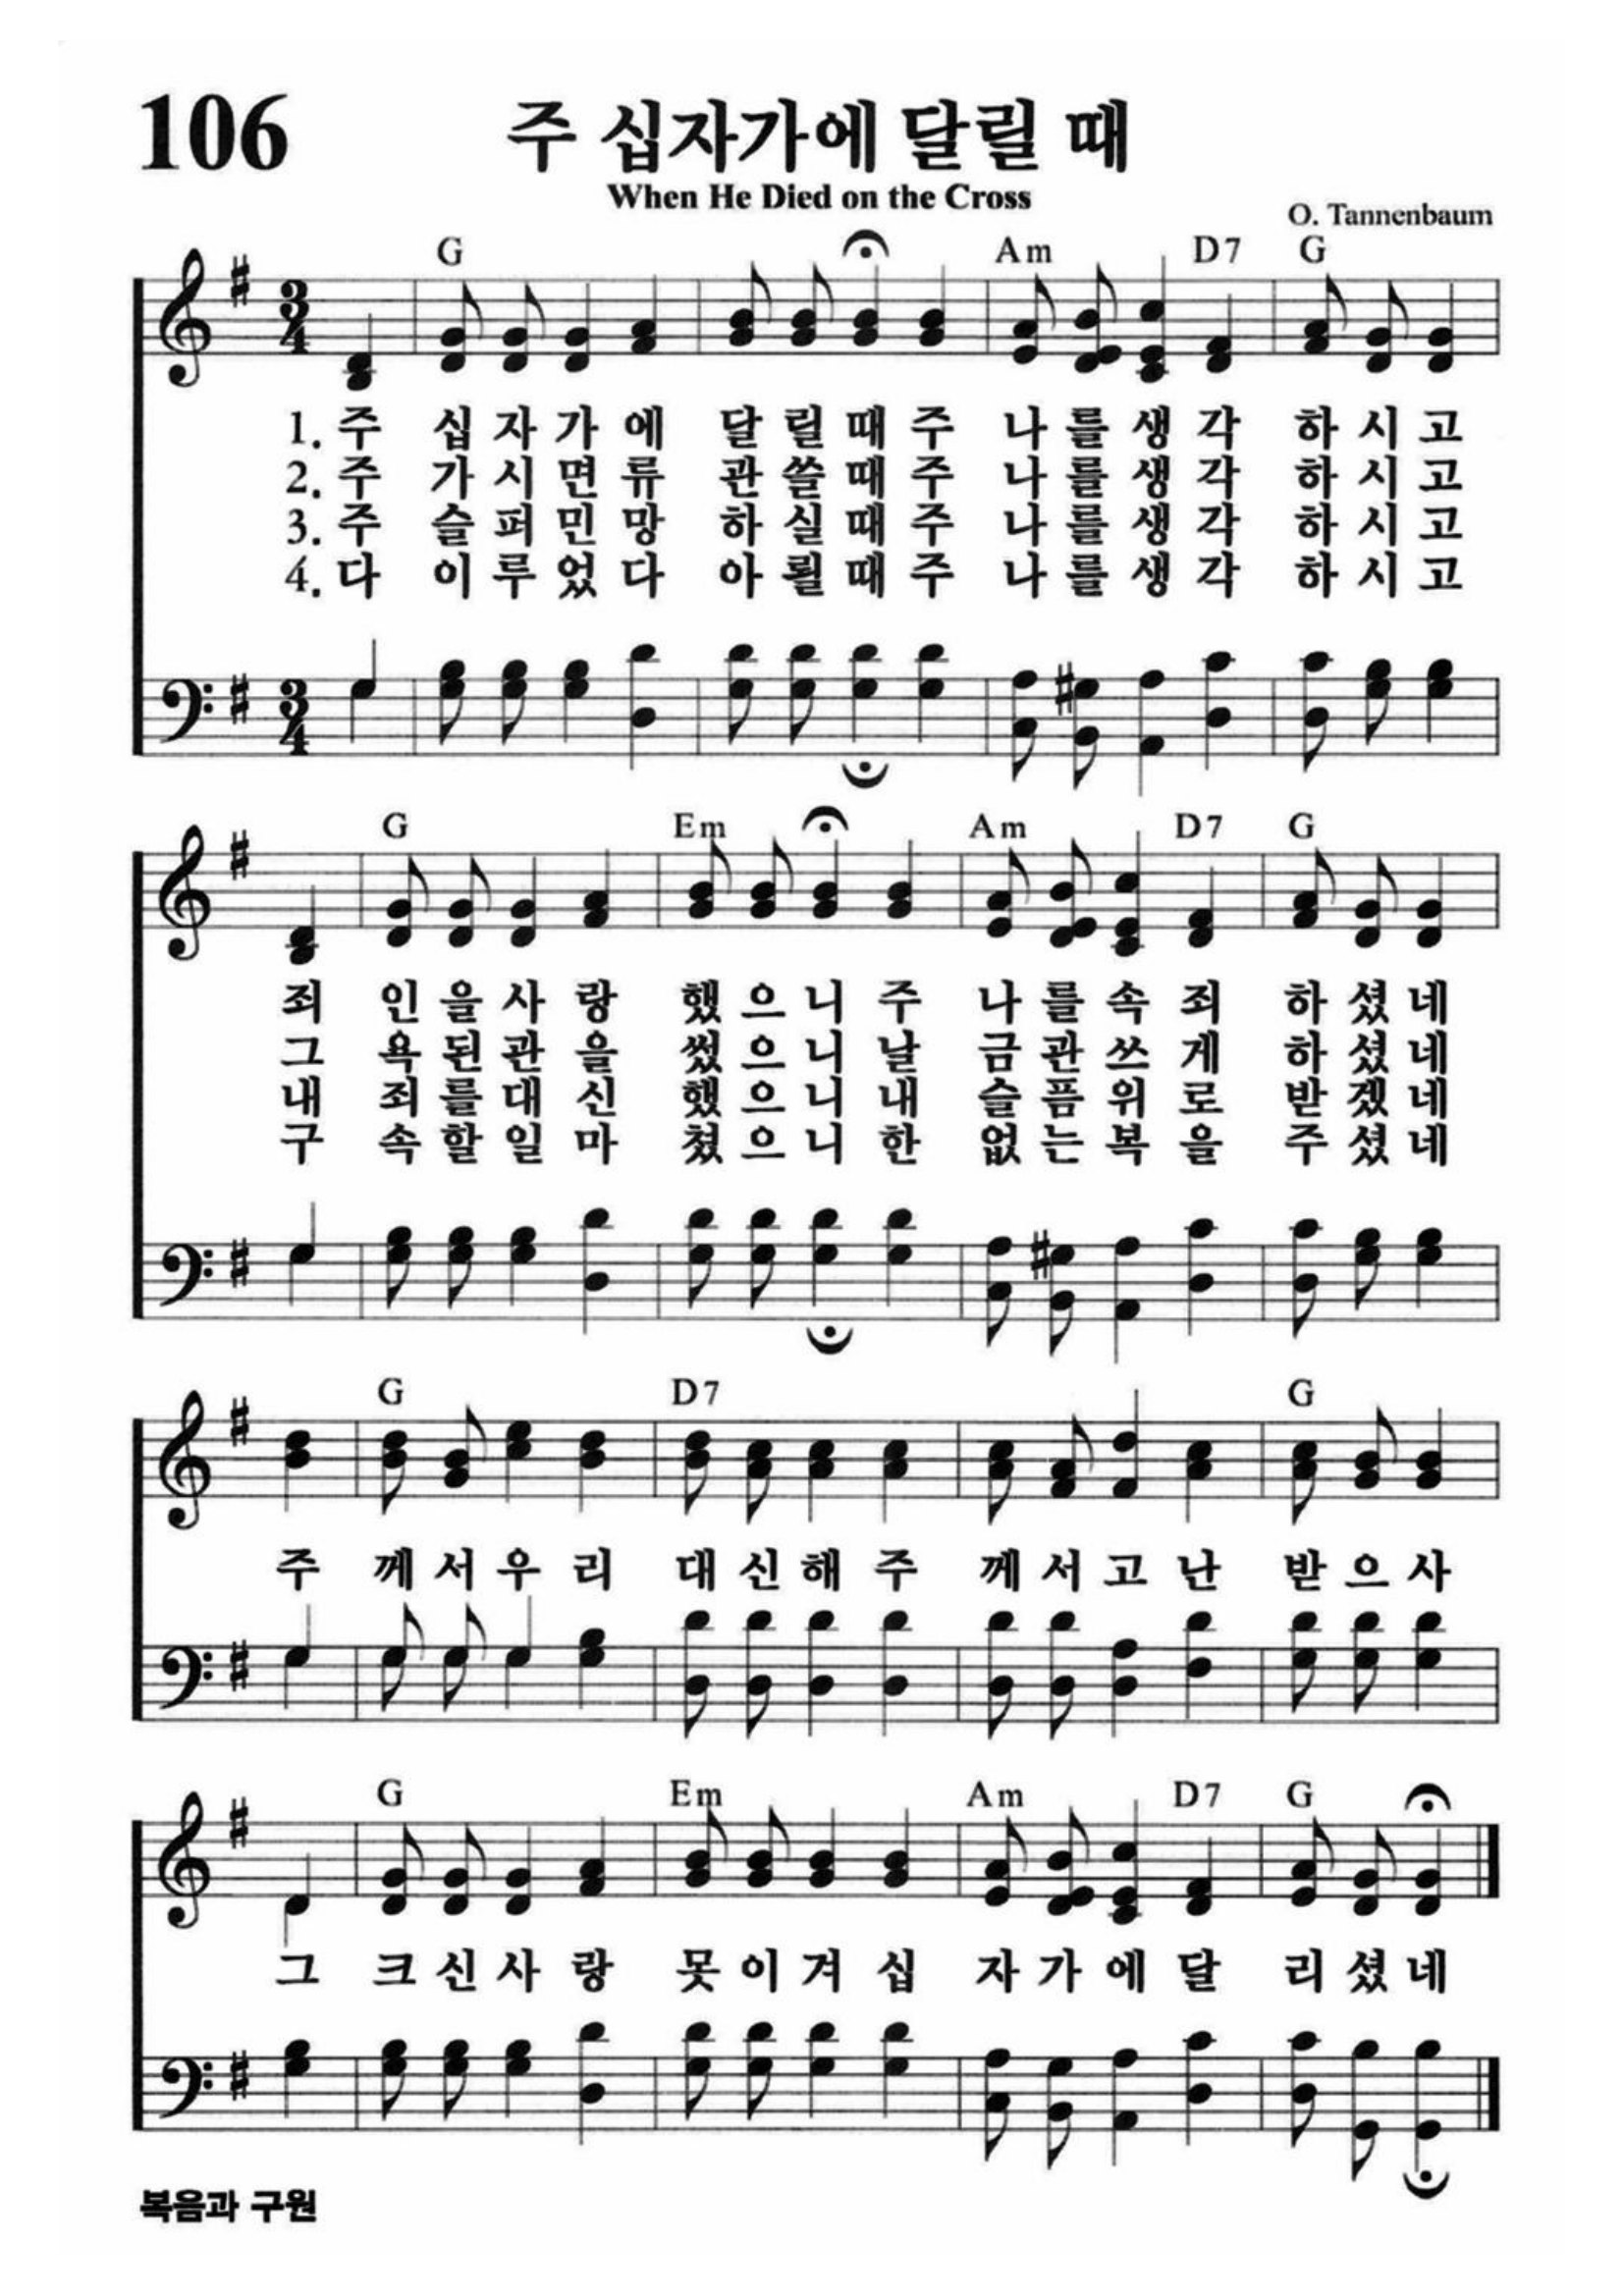 106
주 십자가에 달릴 때
When He Died on the Cross
O. Tannenbaum
G Am D7 G
3 4
1. 주 십 자 가 에 달 릴 때 주 나 를 생 각 하 시 고
2. 주 가 시 면 류 관 쓸 때 주 나 를 생 각 하 시 고
3. 주 슬 퍼 민 망 하 실 때 주 나 를 생 각 하 시 고
4. 다 이 루 었 다 아 뢸 때 주 나 를 생 각 하 시 고
3 4
G Em Am D7 G
죄 인 을 사 랑 했 으 니 주 나 를 속 죄 하 셨 네
그 욕 된 관 을 썼 으 니 날 금 관 쓰 게 하 셨 네
내 죄 를 대 신 했 으 니 내 슬 픔 위 로 받 겠 네
구 속 할 일 마 쳤 으 니 한 없 는 복 을 주 셨 네
G D7 G
주 께 서 우 리 대 신 해 주 께 서 고 난 받 으 사
G Em Am D7 G
그 크 신 사 랑 못 이 겨 십 자 가 에 달 리 셨 네
복음과 구원